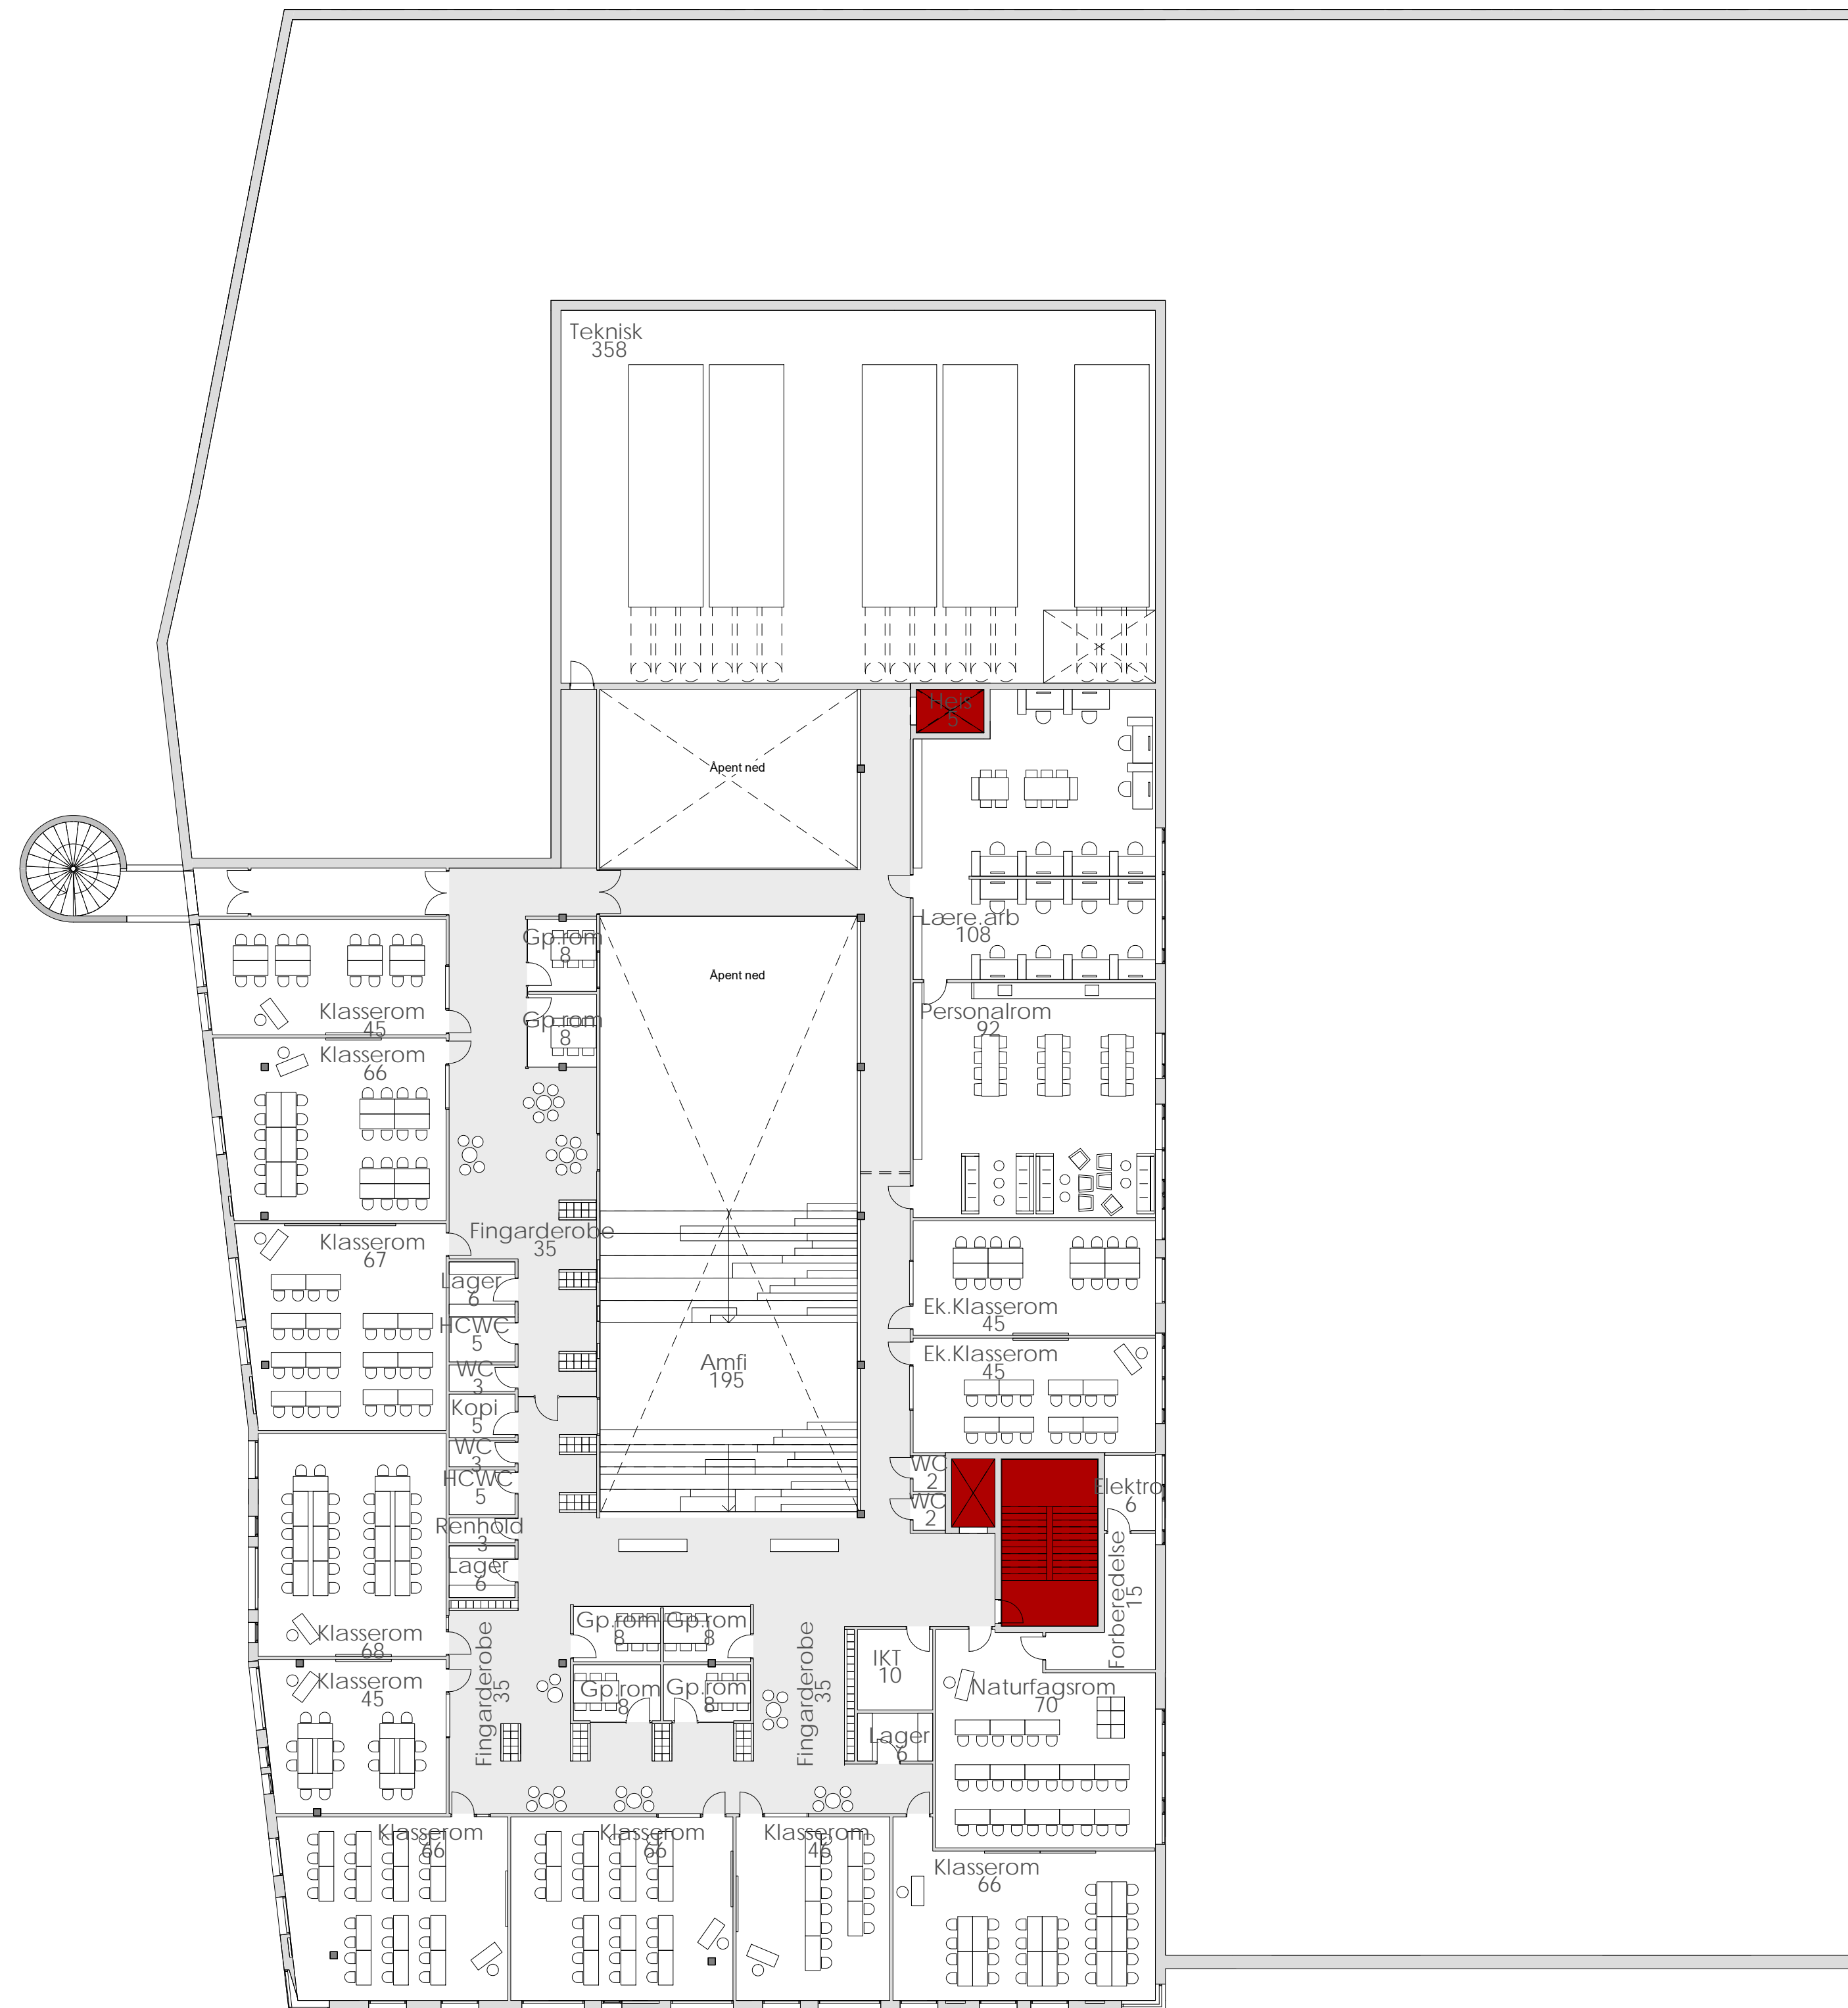 Teknisk
358
Heis
5
Åpent ned
Lære.arb
108
Gp.rom
8
Åpent ned
Klasserom
45
Gp.rom
8
Personalrom
92
Klasserom
66
Fingarderobe
35
Klasserom
67
Lager
6
Ek.Klasserom
45
HCWC
5
Amfi
195
Ek.Klasserom
45
WC
3
Kopi
5
WC
3
HCWC
5
WC
2
WC
2
Elektro
6
Renhold
3
Lager
6
Forberedelse
15
Klasserom
68
Gp.rom
8
Gp.rom
8
Fingarderobe
35
Fingarderobe
35
IKT
10
Klasserom
45
Gp.rom
8
Gp.rom
8
Naturfagsrom
70
Lager
6
Klasserom
66
Klasserom
66
Klasserom
46
Klasserom
66